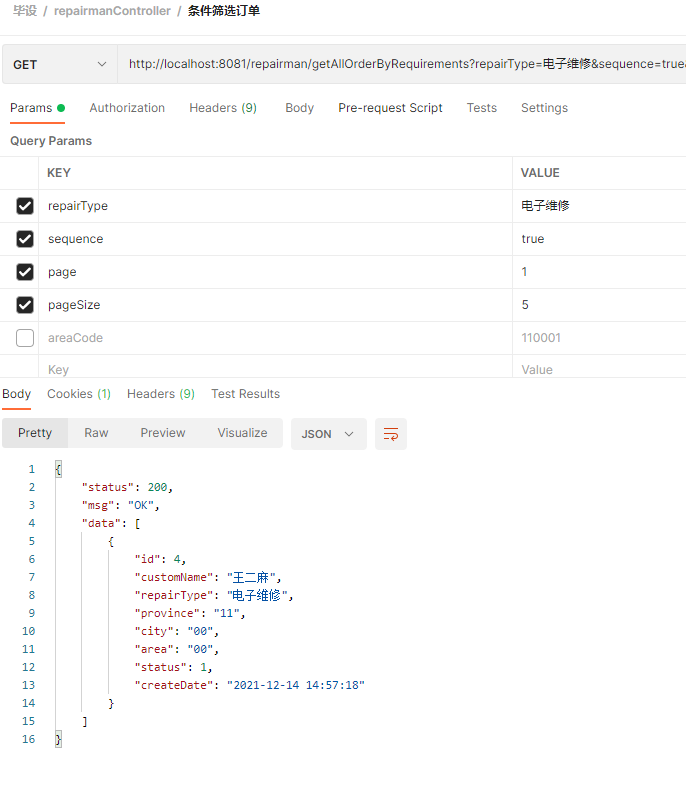 毕设 / repairmanController / 条件筛选订单
GET http://localhost:8081/repairman/getAllOrderByRequirements?repairType=电子维修&sequence=true
Params Authorization Headers (9) Body Pre-request Script Tests Settings
Query Params
KEY VALUE
repairType 电子维修
sequence true
page 1
pageSize 5
areaCode 110001
Key Value
Body Cookies (1) Headers (9) Test Results
Pretty Raw Preview Visualize JSON
1 {
2 "status": 200,
3 "msg": "OK",
4 "data": [
5 {
6 "id": 4,
7 "customName": "王二麻",
8 "repairType": "电子维修",
9 "province": "11",
10 "city": "00",
11 "area": "00",
12 "status": 1,
13 "createDate": "2021-12-14 14:57:18"
14 }
15 ]
16 }